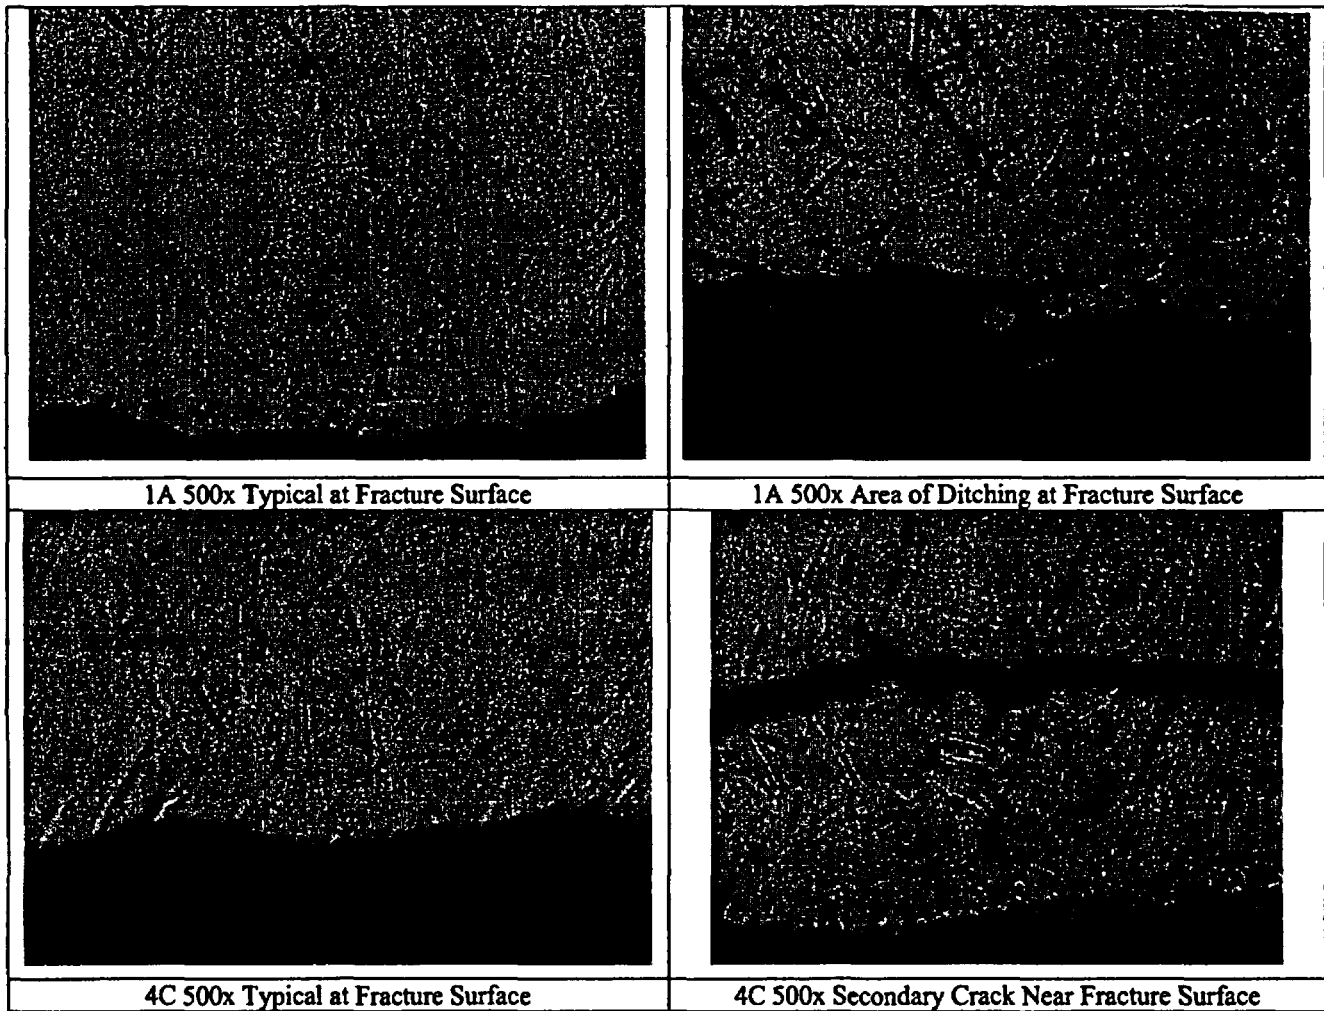 1A 500x Typical at Fracture Surface
1A 500x Area of Ditching at Fracture Surface
4C 500x Typical at Fracture Surface
4C 500x Secondary Crack Near Fracture Surface